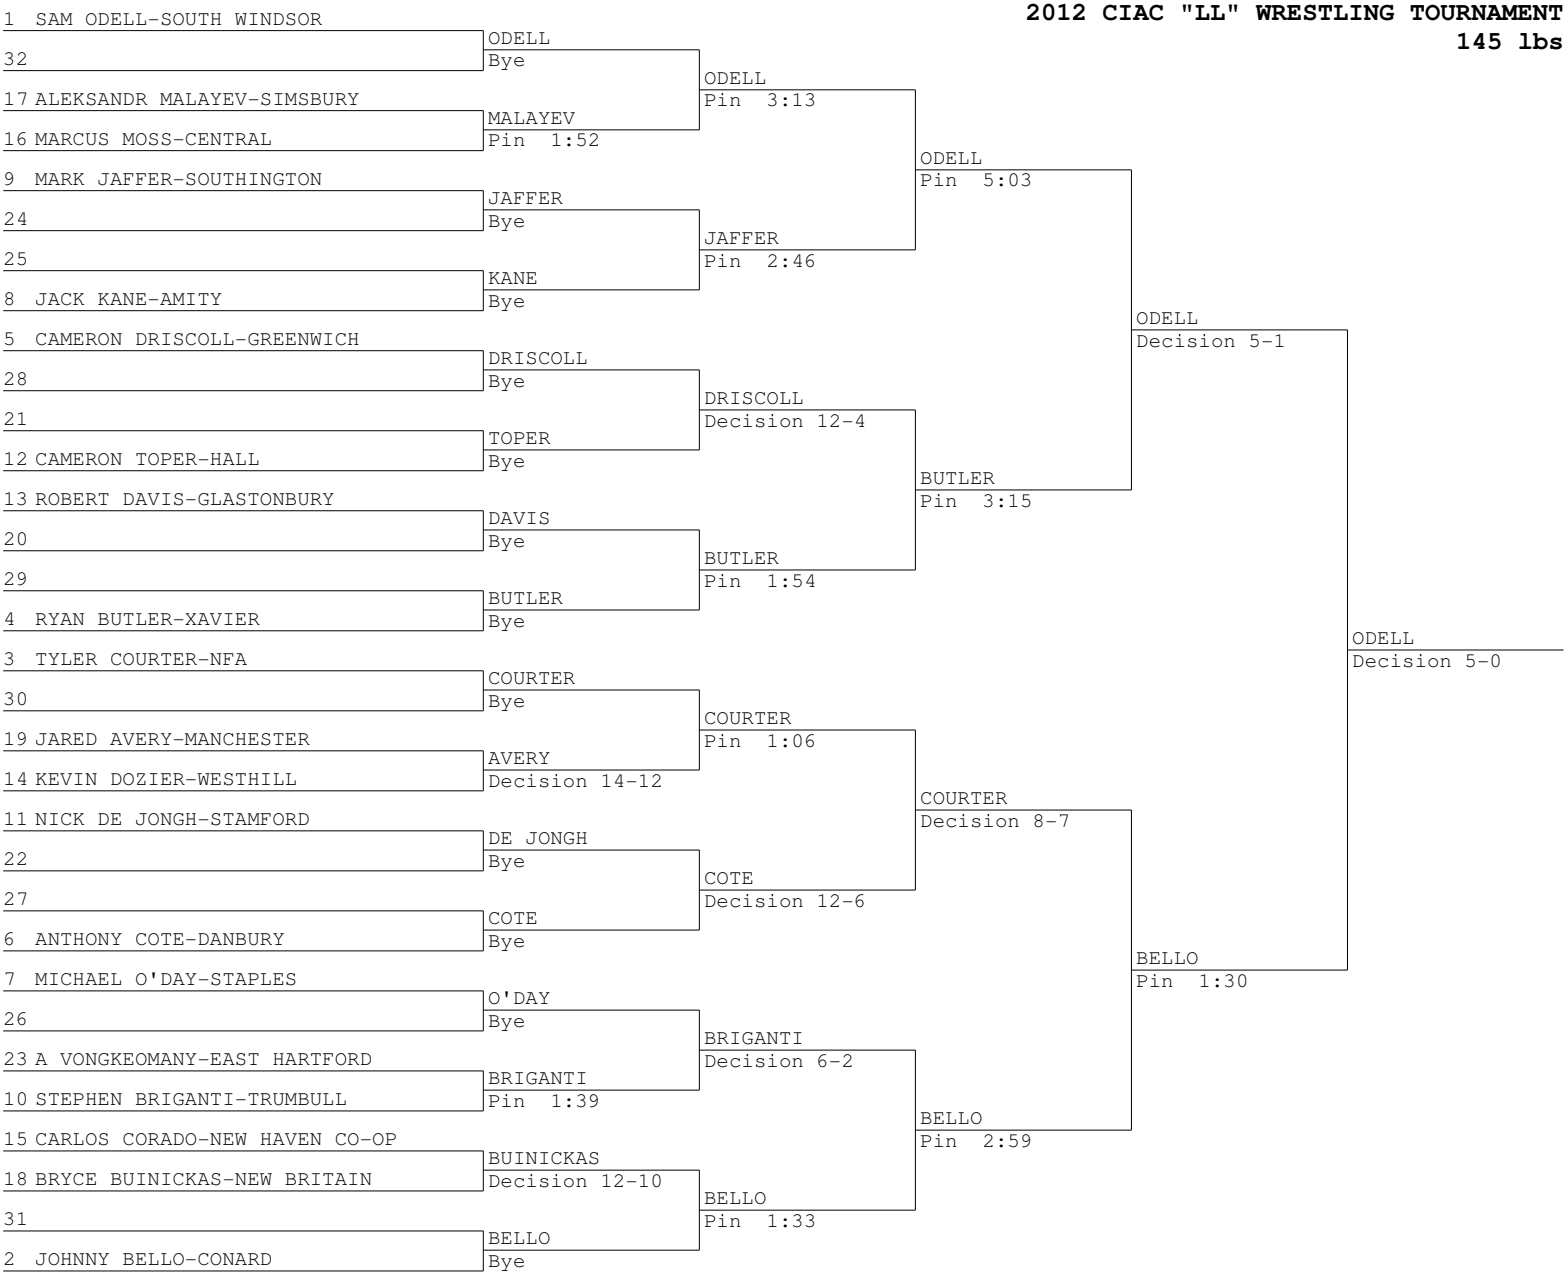 2012 CIAC "LL" WRESTLING TOURNAMENT
145 lbs
1 SAM ODELL-SOUTH WINDSOR
32
17 ALEKSANDR MALAYEV-SIMSBURY
16 MARCUS MOSS-CENTRAL
9 MARK JAFFER-SOUTHINGTON
24
25
8 JACK KANE-AMITY
5 CAMERON DRISCOLL-GREENWICH
28
21
12 CAMERON TOPER-HALL
13 ROBERT DAVIS-GLASTONBURY
20
29
4 RYAN BUTLER-XAVIER
3 TYLER COURTER-NFA
30
19 JARED AVERY-MANCHESTER
14 KEVIN DOZIER-WESTHILL
11 NICK DE JONGH-STAMFORD
22
27
6 ANTHONY COTE-DANBURY
7 MICHAEL O'DAY-STAPLES
26
23 A VONGKEOMANY-EAST HARTFORD
10 STEPHEN BRIGANTI-TRUMBULL
15 CARLOS CORADO-NEW HAVEN CO-OP
18 BRYCE BUINICKAS-NEW BRITAIN
31
2 JOHNNY BELLO-CONARD
ODELL
Bye
MALAYEV
Pin 1:52
JAFFER
Bye
KANE
Bye
DRISCOLL
Bye
TOPER
Bye
DAVIS
Bye
BUTLER
Bye
COURTER
Bye
AVERY
Decision 14-12
DE JONGH
Bye
COTE
Bye
O'DAY
Bye
BRIGANTI
Pin 1:39
BUINICKAS
Decision 12-10
BELLO
Bye
ODELL
Pin 3:13
JAFFER
Pin 2:46
DRISCOLL
Decision 12-4
BUTLER
Pin 1:54
COURTER
Pin 1:06
COTE
Decision 12-6
BRIGANTI
Decision 6-2
BELLO
Pin 1:33
ODELL
Pin 5:03
BUTLER
Pin 3:15
COURTER
Decision 8-7
BELLO
Pin 2:59
ODELL
Decision 5-1
BELLO
Pin 1:30
ODELL
Decision 5-0